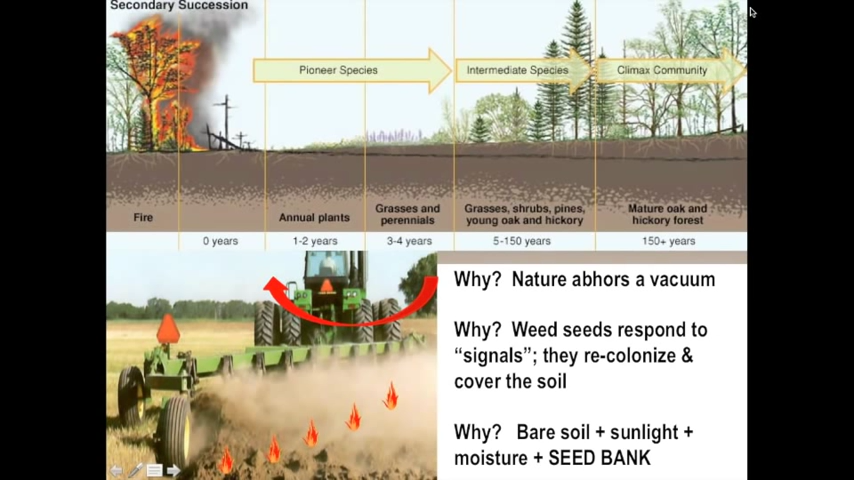 Secondary Succession
Pioneer Species
Intermediate Species
Climax Community
Fire
Annual plants
Grasses and
perennials
Grasses, shrubs, pines,
young oak and hickory
Mature oak and
hickory forest
0 years
1-2 years
3-4 years
5-150 years
150+ years
Why? Nature abhors a vacuum
Why? Weed seeds respond to
“signals”; they re-colonize &
cover the soil
Why? Bare soil + sunlight +
moisture + SEED BANK